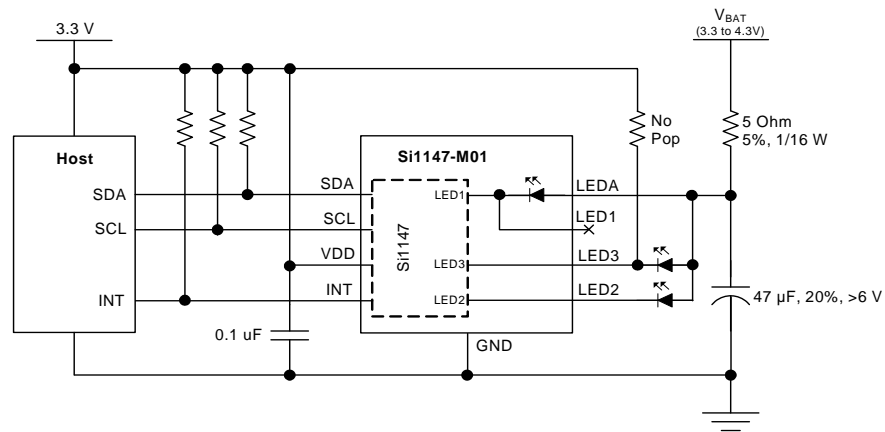 3.3 V
V_BAT
(3.3 to 4.3V)
No
Pop
5 Ohm
5%, 1/16 W
Host
Si1147-M01
SDA
SDA
LED1
LEDA
LED1
SCL
SCL
Si1147
VDD
LED3
LED3
INT
INT
LED2
LED2
47 µF, 20%, >6 V
0.1 uF
GND